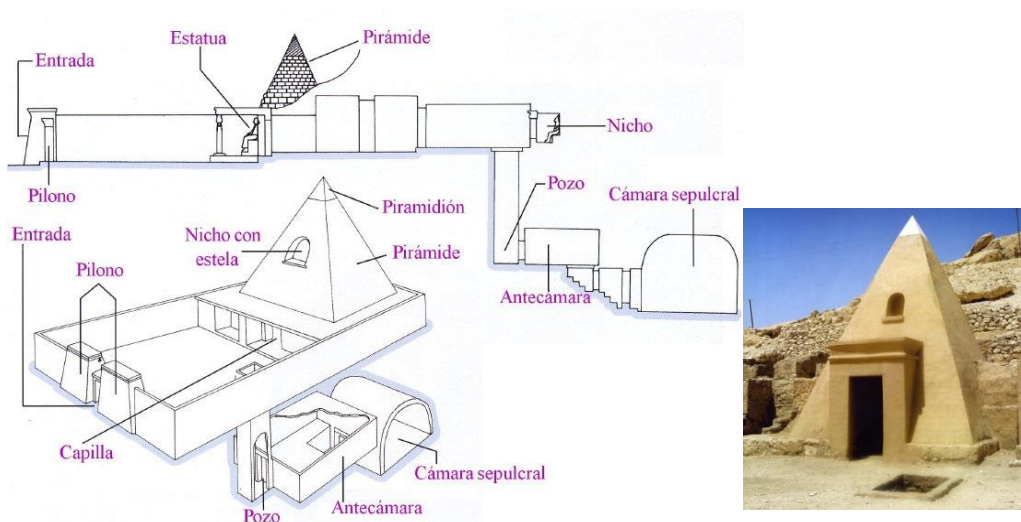 Estatua
Pirámide
Entrada
Nicho
Pilono
Pozo
Cámara sepulcral
Piramidión
Entrada
Nicho con
estela
Pirámide
Pilono
Antecámara
Capilla
Cámara sepulcral
Pozo
Antecámara